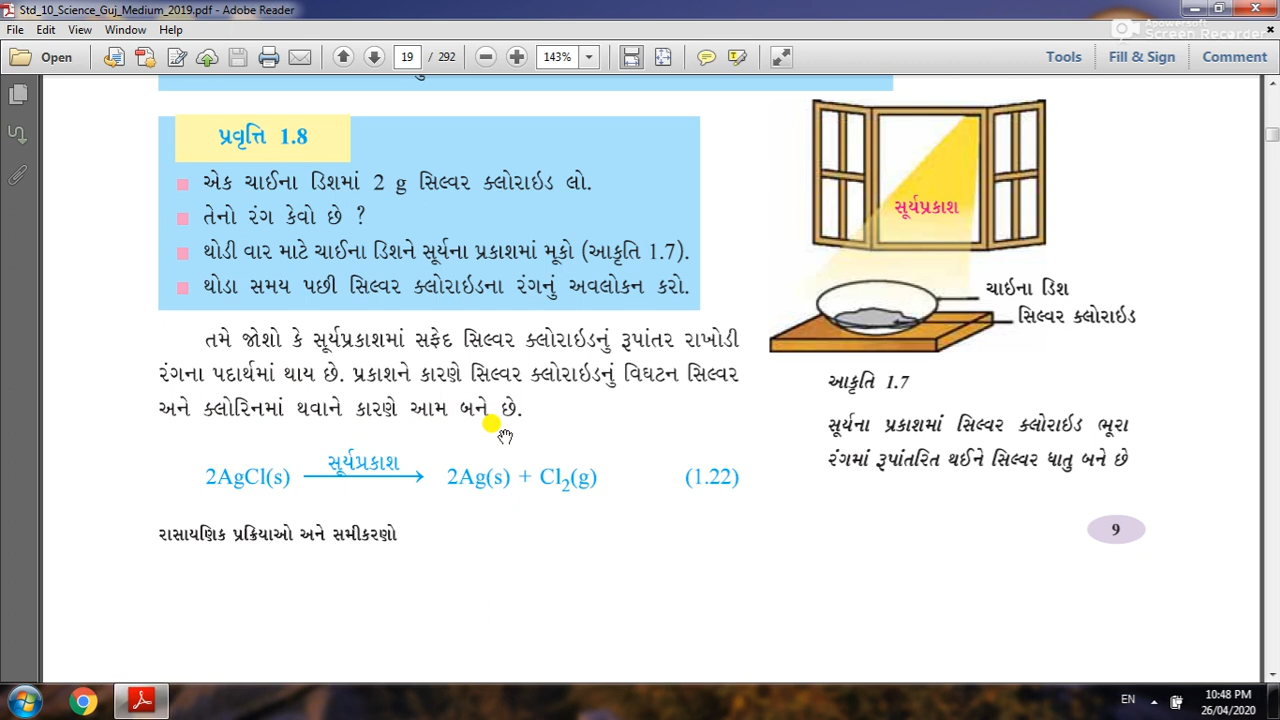 Std_10_Science_Guj_Medium_2019.pdf - Adobe Reader
File Edit View Window Help
Apowersoft
Screen Recorder
Open 19 / 292 143% Tools Fill & Sign Comment
પ્રવૃત્તિ 1.8
એક ચાઈના ડિશમાં 2 g સિલ્વર ક્લોરાઇડ લો.
તેનો રંગ કેવો છે ?
થોડી વાર માટે ચાઈના ડિશને સૂર્યના પ્રકાશમાં મૂકો (આકૃતિ 1.7).
થોડા સમય પછી સિલ્વર ક્લોરાઇડના રંગનું અવલોકન કરો.
તમે જોશો કે સૂર્યપ્રકાશમાં સફેદ સિલ્વર ક્લોરાઇડનું રૂપાંતર રાખોડી
રંગના પદાર્થમાં થાય છે. પ્રકાશને કારણે સિલ્વર ક્લોરાઇડનું વિઘટન સિલ્વર
અને ક્લોરિનમાં થવાને કારણે આમ બને છે.
2AgCl(s) સૂર્યપ્રકાશ ⟶ 2Ag(s) + Cl₂(g) (1.22)
સૂર્યપ્રકાશ
ચાઇના ડિશ
સિલ્વર ક્લોરાઇડ
આકૃતિ 1.7
સૂર્યના પ્રકાશમાં સિલ્વર ક્લોરાઇડ ભૂરા
રંગમાં રૂપાંતરિત થઈને સિલ્વર ધાતુ બને છે
રાસાયણિક પ્રક્રિયાઓ અને સમીકરણો
9
EN
10:48 PM
26/04/2020